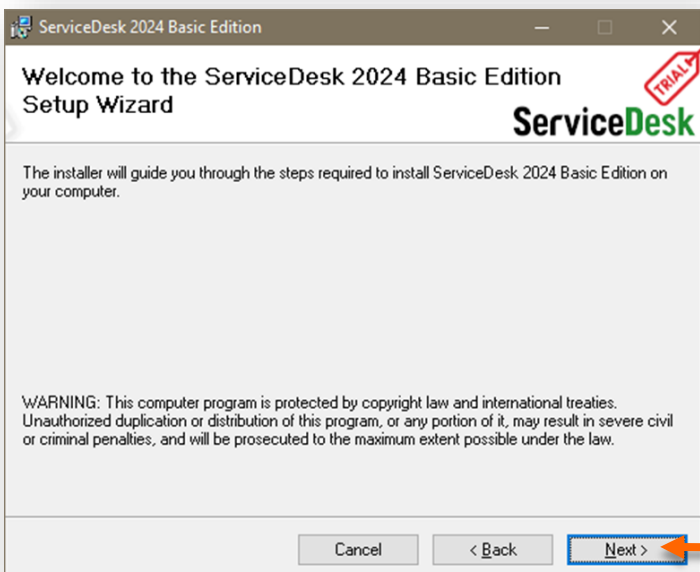 ServiceDesk 2024 Basic Edition
Welcome to the ServiceDesk 2024 Basic Edition
Setup Wizard
TRIAL
ServiceDesk
The installer will guide you through the steps required to install ServiceDesk 2024 Basic Edition on
your computer.
WARNING: This computer program is protected by copyright law and international treaties.
Unauthorized duplication or distribution of this program, or any portion of it, may result in severe civil
or criminal penalties, and will be prosecuted to the maximum extent possible under the law.
Cancel < Back Next >